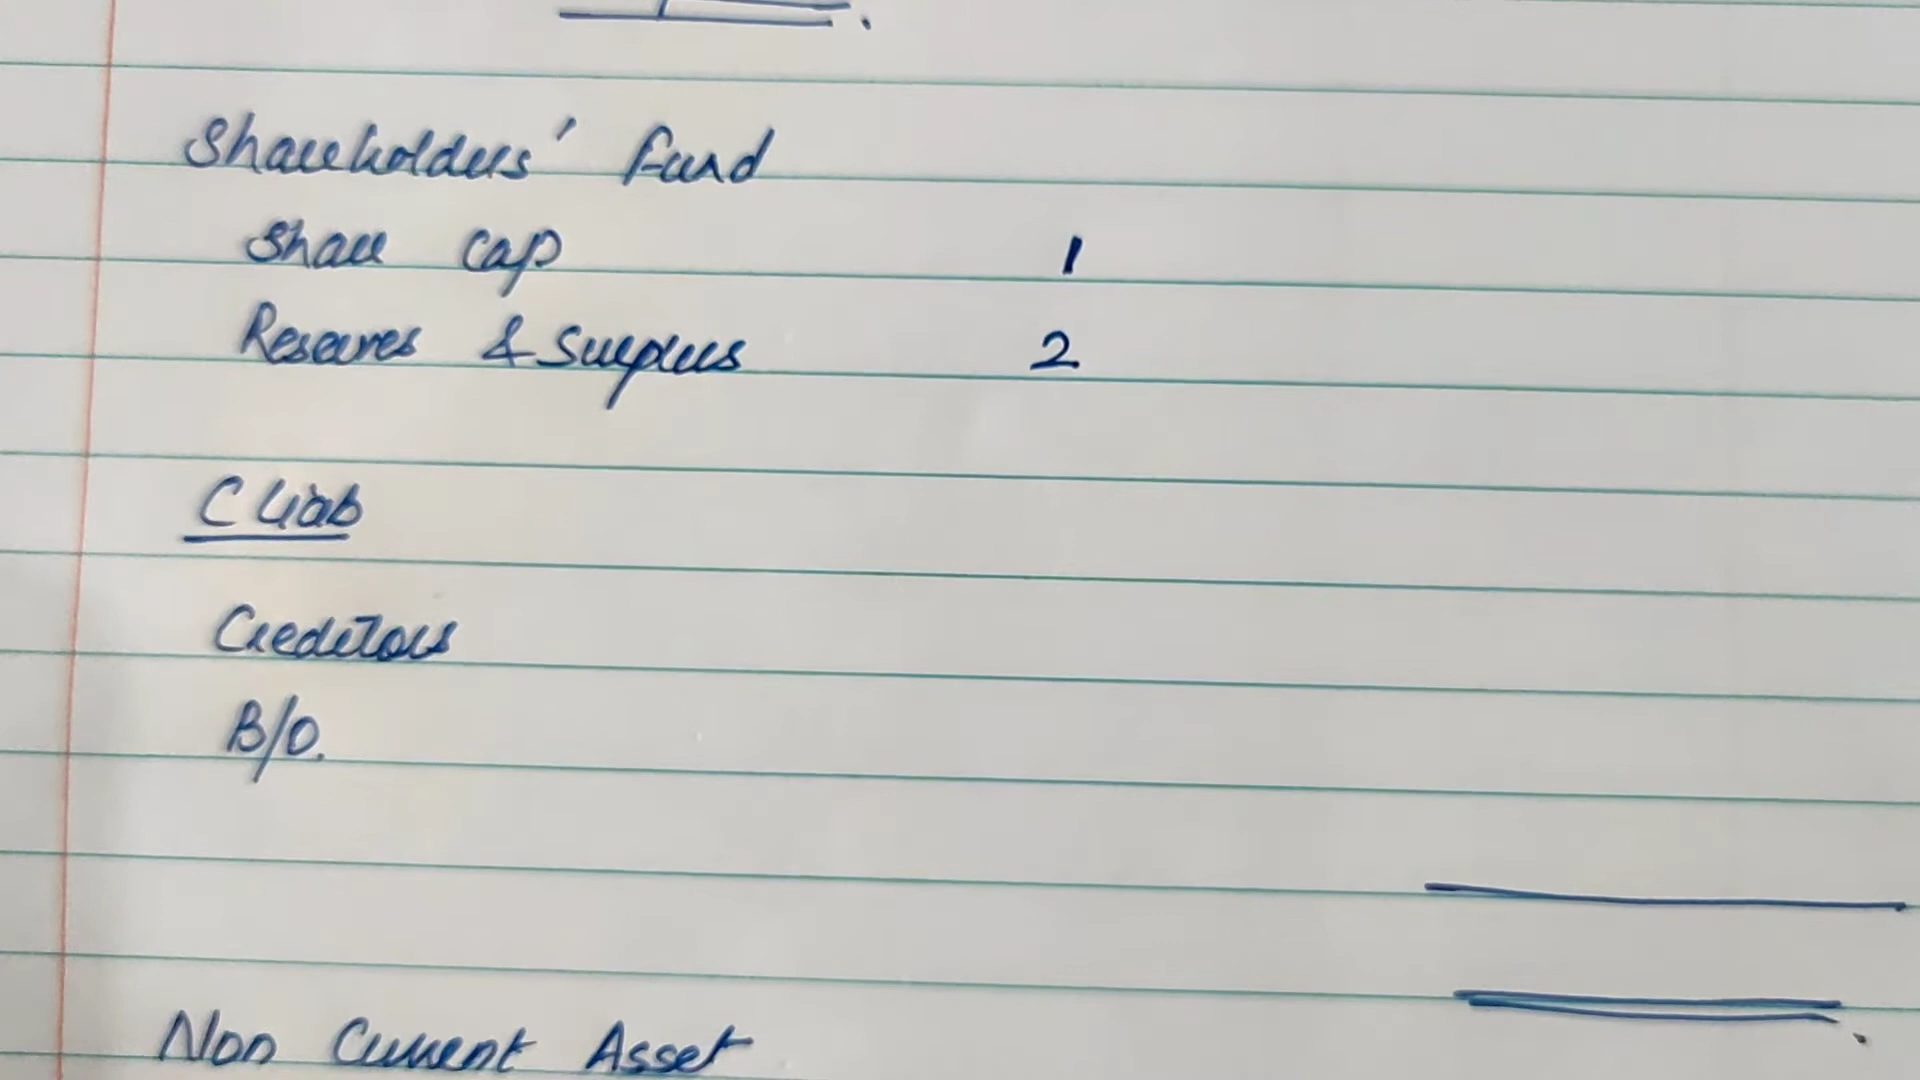 Shareholders' Fund
Share Cap 1
Reserves & Surplus 2
C Liab
Creditors
B/O.
Non Current Asset